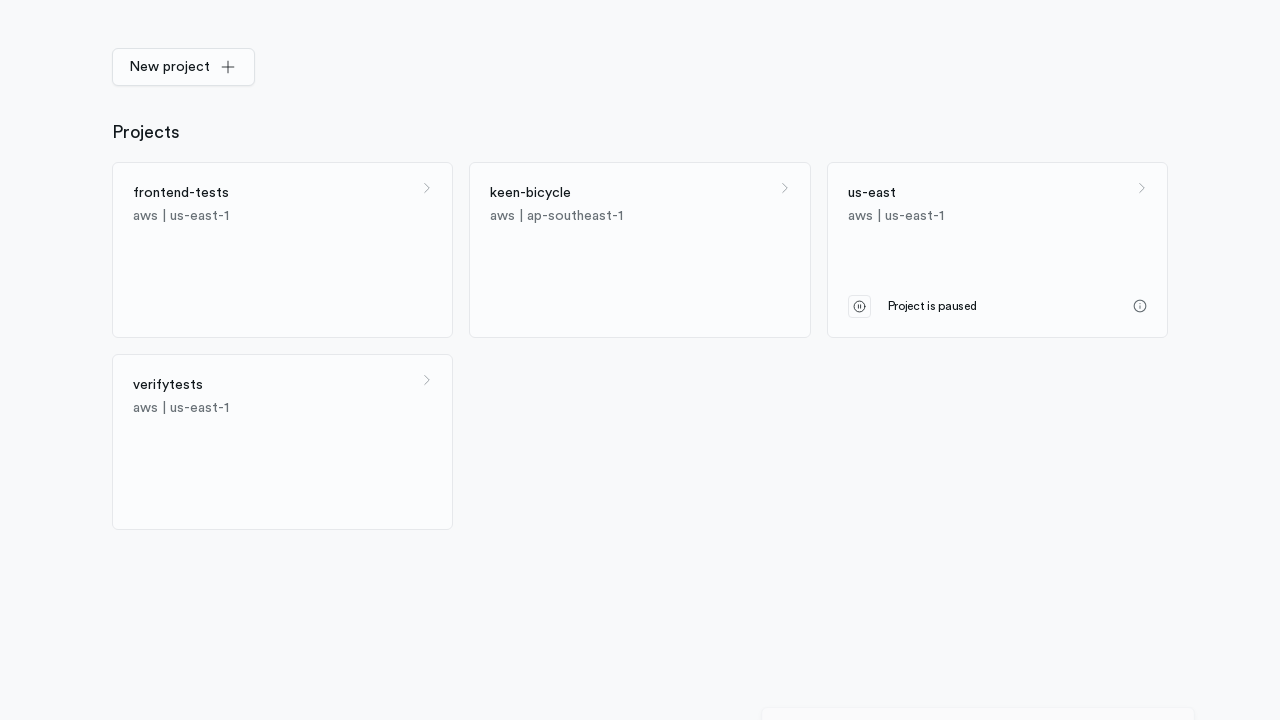 New project
Projects
frontend-tests
aws | us-east-1
keen-bicycle
aws | ap-southeast-1
us-east
aws | us-east-1
Project is paused
verifytests
aws | us-east-1